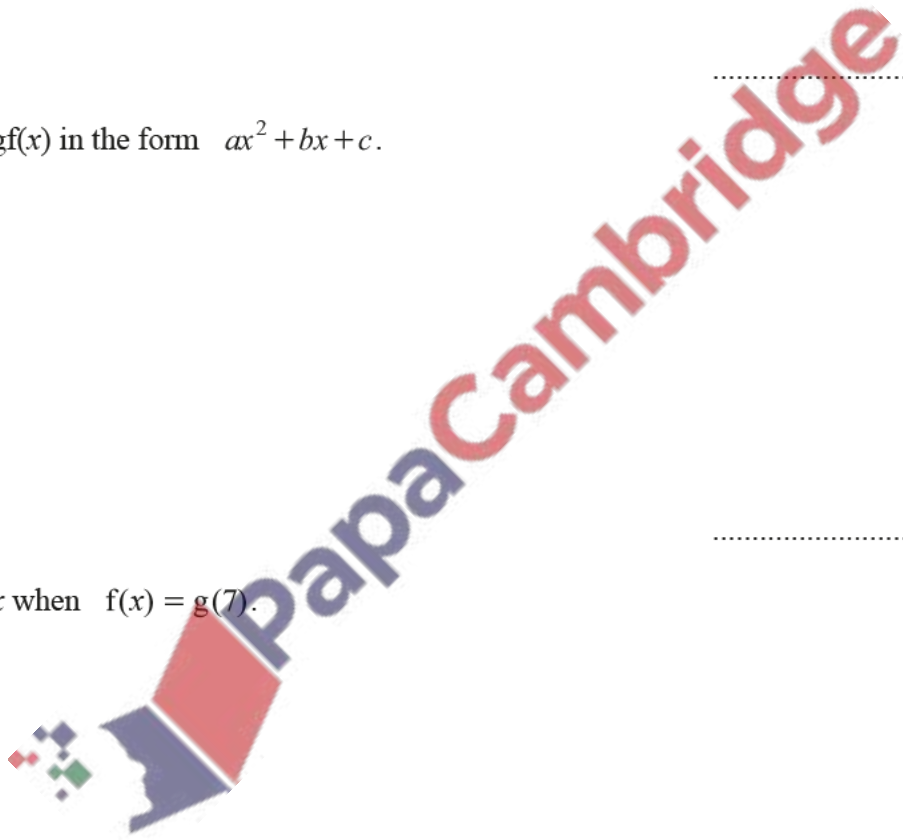 gf(x) in the form ax² + bx + c.
when f(x) = g(7).
PapaCambridge